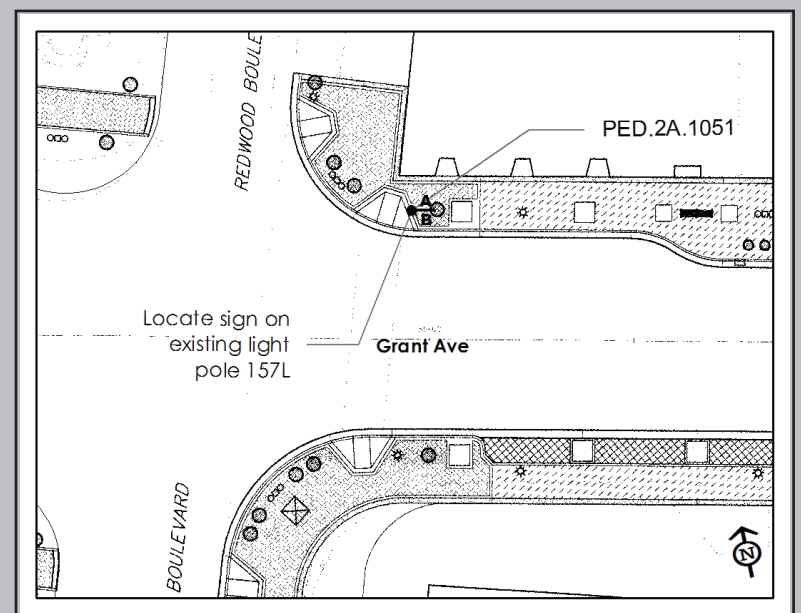 REDWOOD BOULE
PED.2A.1051
A
B
Locate sign on
existing light
pole 157L
Grant Ave
BOULEVARD
N